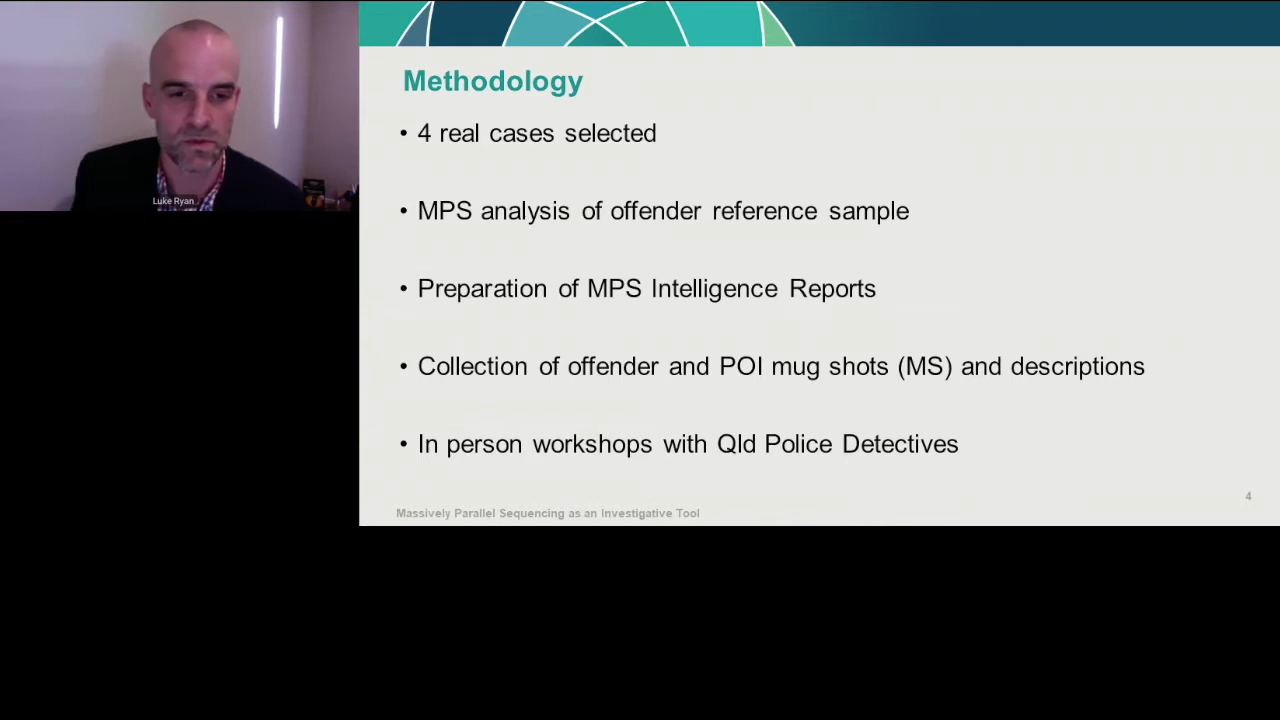 Luke Ryan
Methodology
• 4 real cases selected
• MPS analysis of offender reference sample
• Preparation of MPS Intelligence Reports
• Collection of offender and POI mug shots (MS) and descriptions
• In person workshops with Qld Police Detectives
4
Massively Parallel Sequencing as an Investigative Tool